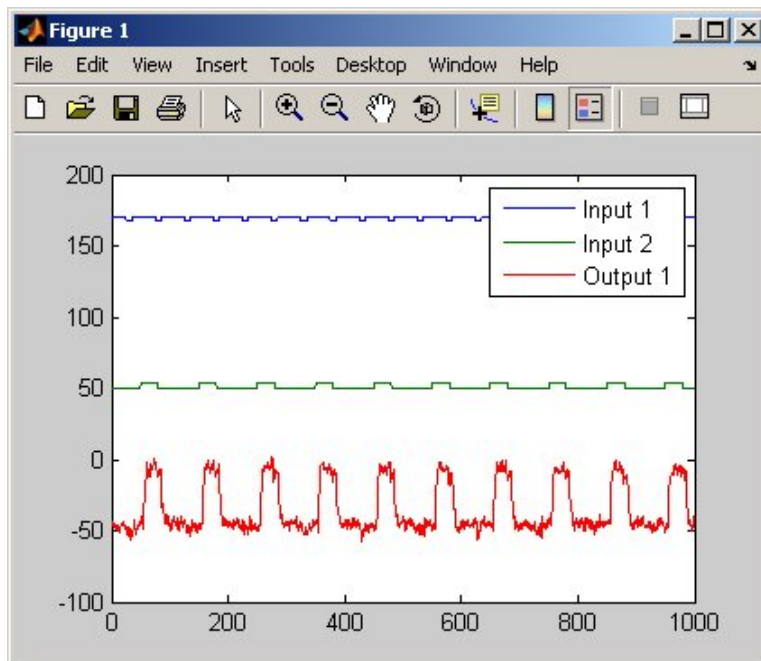 Figure 1
File Edit View Insert Tools Desktop Window Help
200
150
100
50
0
-50
-100
0 200 400 600 800 1000
Input 1
Input 2
Output 1